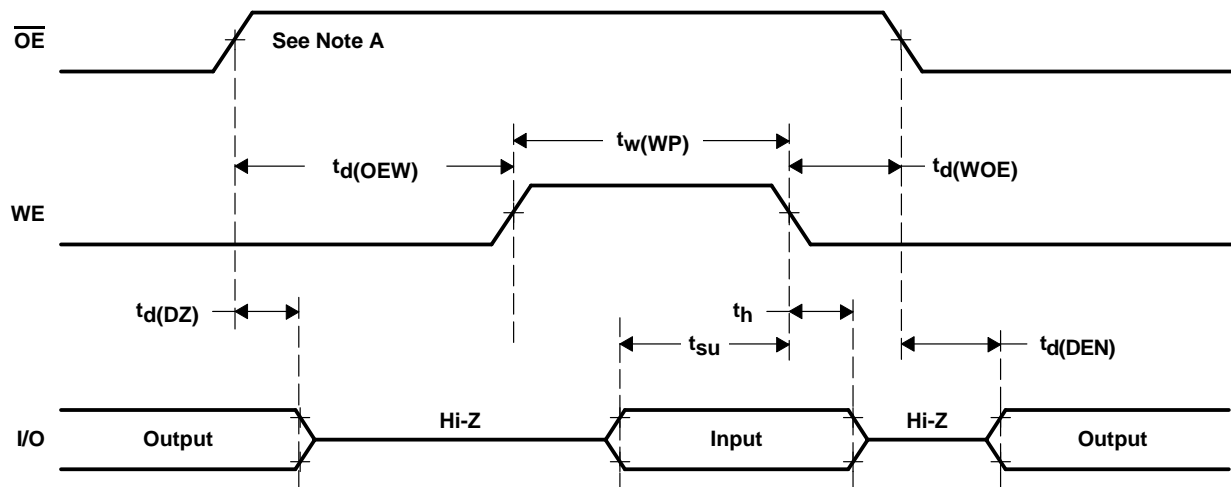 O̅E̅
See Note A
tw(WP)
td(OEW)
td(WOE)
WE
td(DZ)
th
tsu
td(DEN)
Hi-Z
Hi-Z
I/O
Output
Input
Output